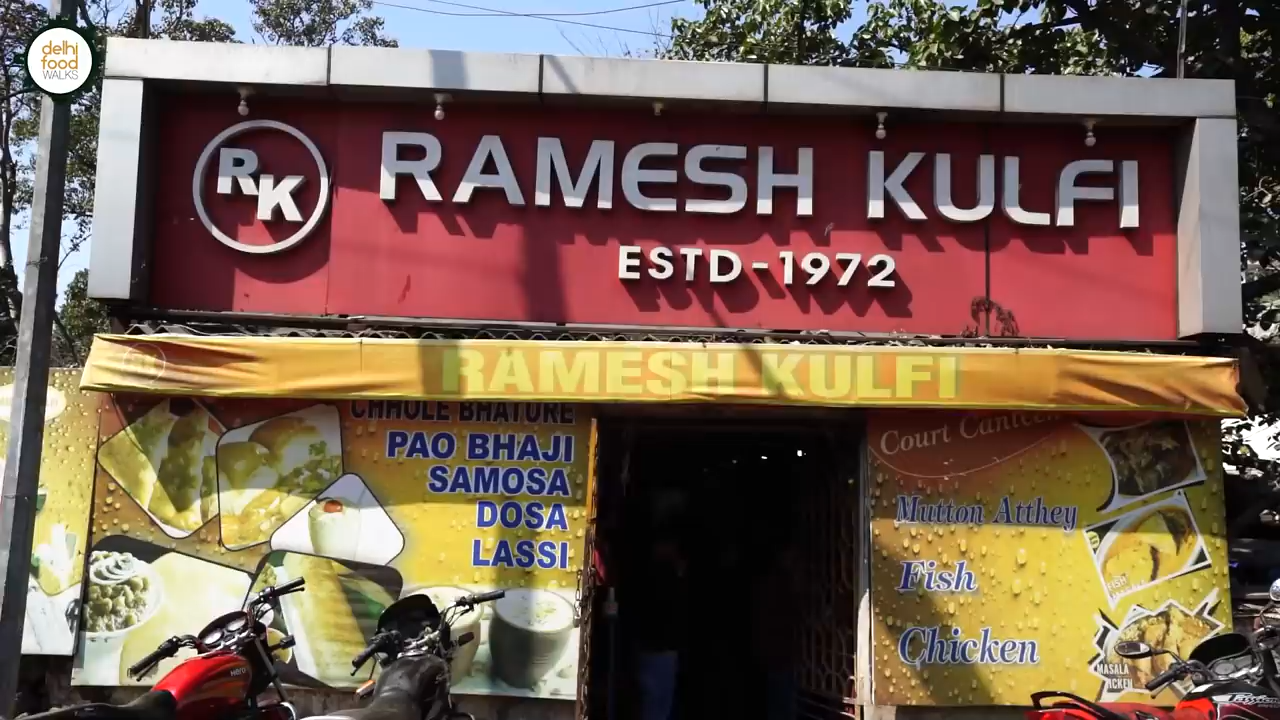 delhi
food
WALKS
RK
RAMESH KULFI
ESTD-1972
RAMESH KULFI
CHHOLE BHATURE
PAO BHAJI
SAMOSA
DOSA
LASSI
Court Canteen
Mutton Atthey
Fish
Chicken
FISH
MASALA
Hero